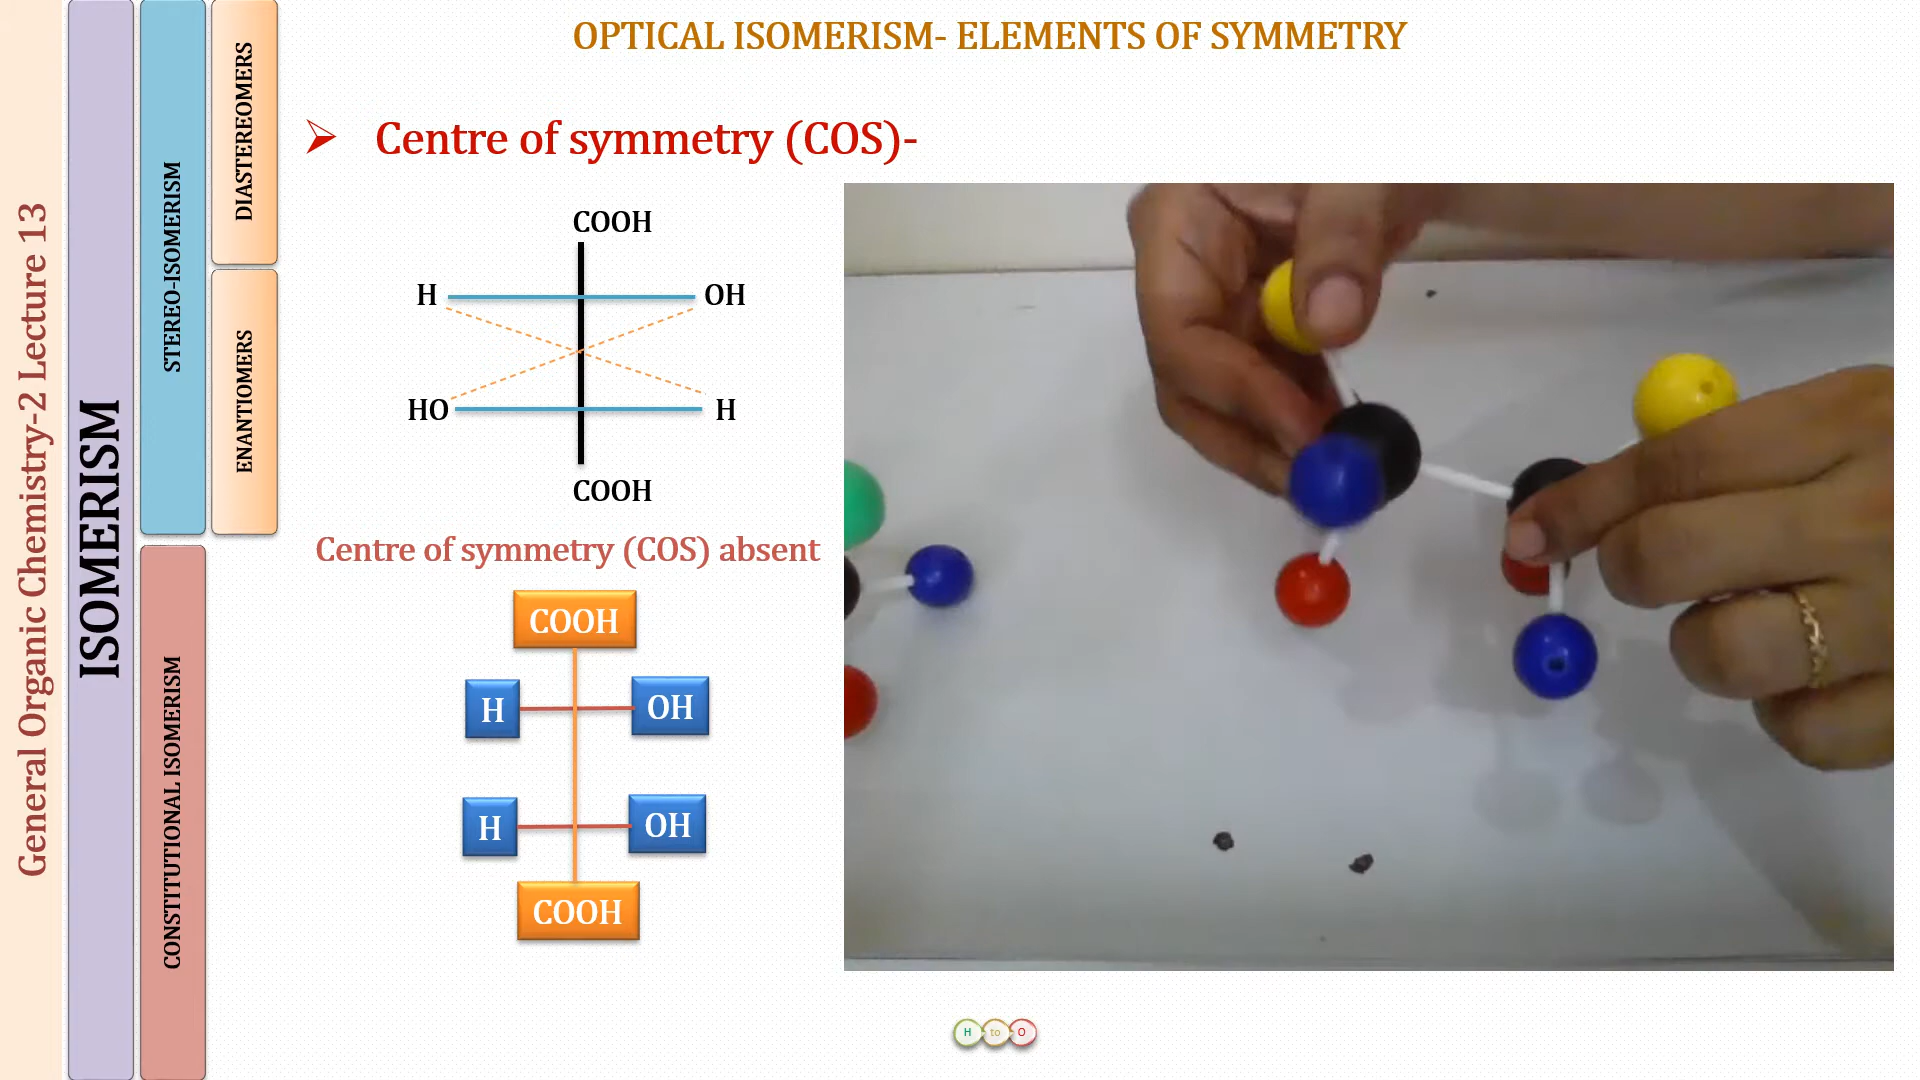 OPTICAL ISOMERISM- ELEMENTS OF SYMMETRY
General Organic Chemistry-2 Lecture 13
ISOMERISM
STEREO-ISOMERISM
CONSTITUTIONAL ISOMERISM
DIASTEREOMERS
ENANTIOMERS
Centre of symmetry (COS)-
COOH
H OH
HO H
COOH
Centre of symmetry (COS) absent
COOH
H OH
H OH
COOH
H to O